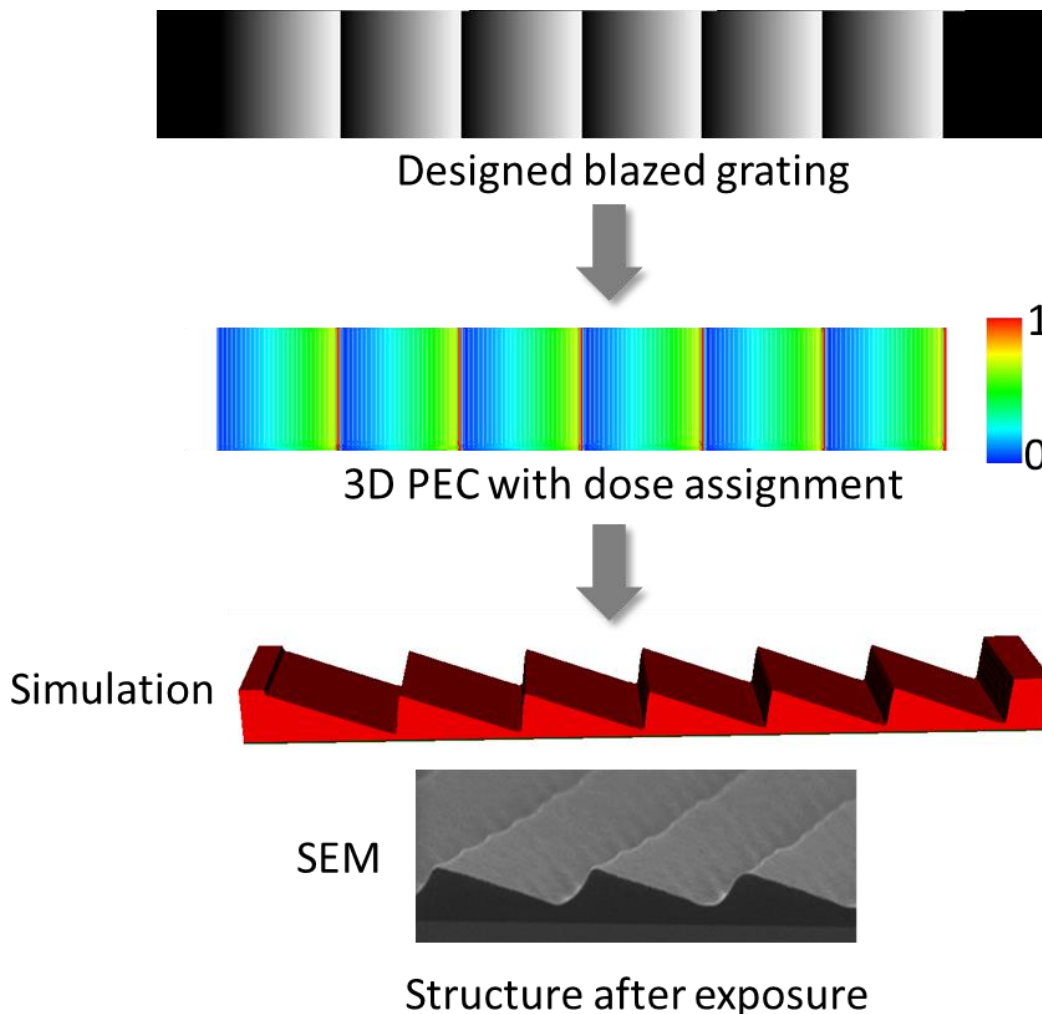 Designed blazed grating
1
0
3D PEC with dose assignment
Simulation
SEM
Structure after exposure